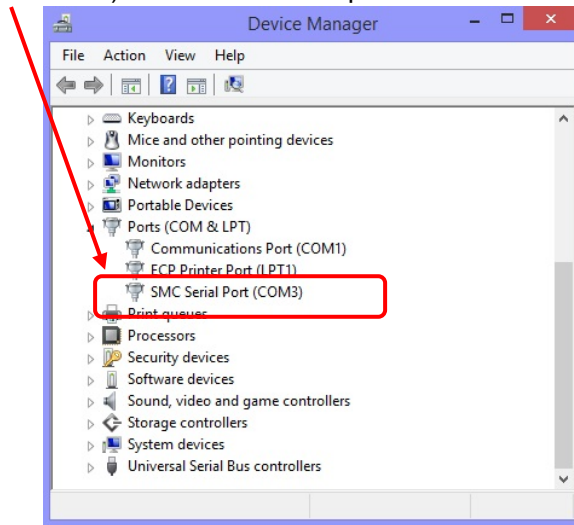 Device Manager
File Action View Help
Keyboards
Mice and other pointing devices
Monitors
Network adapters
Portable Devices
Ports (COM & LPT)
Communications Port (COM1)
ECP Printer Port (LPT1)
SMC Serial Port (COM3)
Print queues
Processors
Security devices
Software devices
Sound, video and game controllers
Storage controllers
System devices
Universal Serial Bus controllers